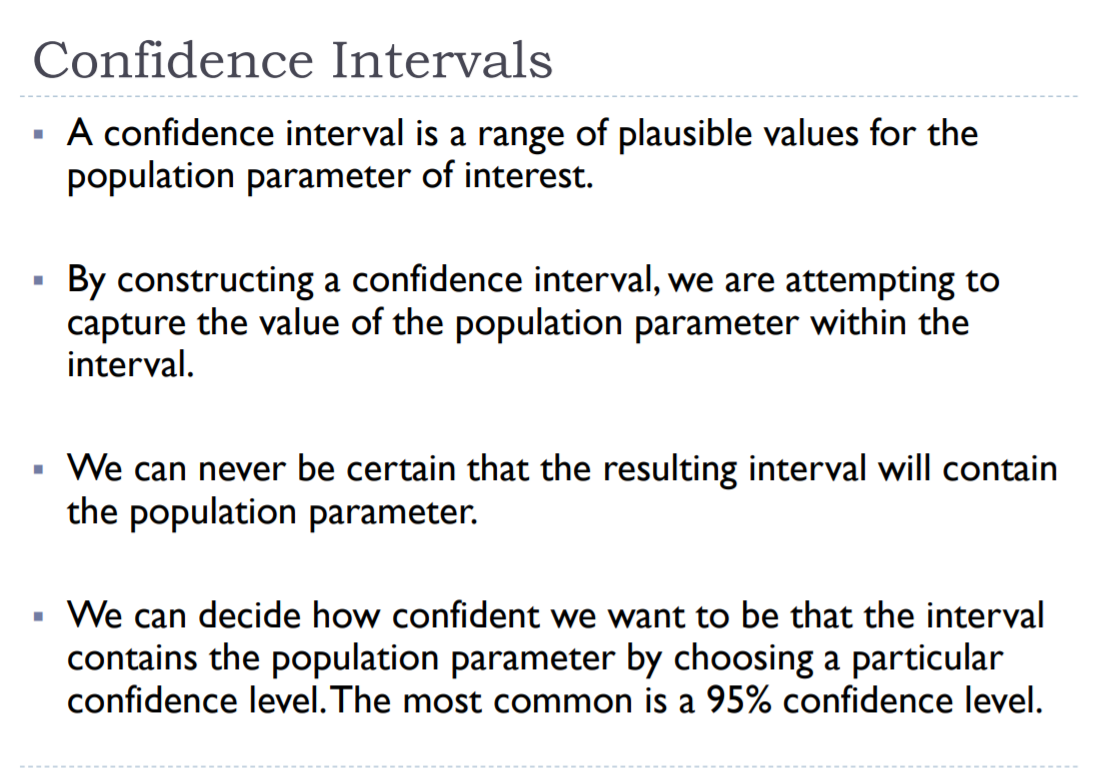 Confidence Intervals
▪ A confidence interval is a range of plausible values for the
population parameter of interest.
▪ By constructing a confidence interval, we are attempting to
capture the value of the population parameter within the
interval.
▪ We can never be certain that the resulting interval will contain
the population parameter.
▪ We can decide how confident we want to be that the interval
contains the population parameter by choosing a particular
confidence level. The most common is a 95% confidence level.